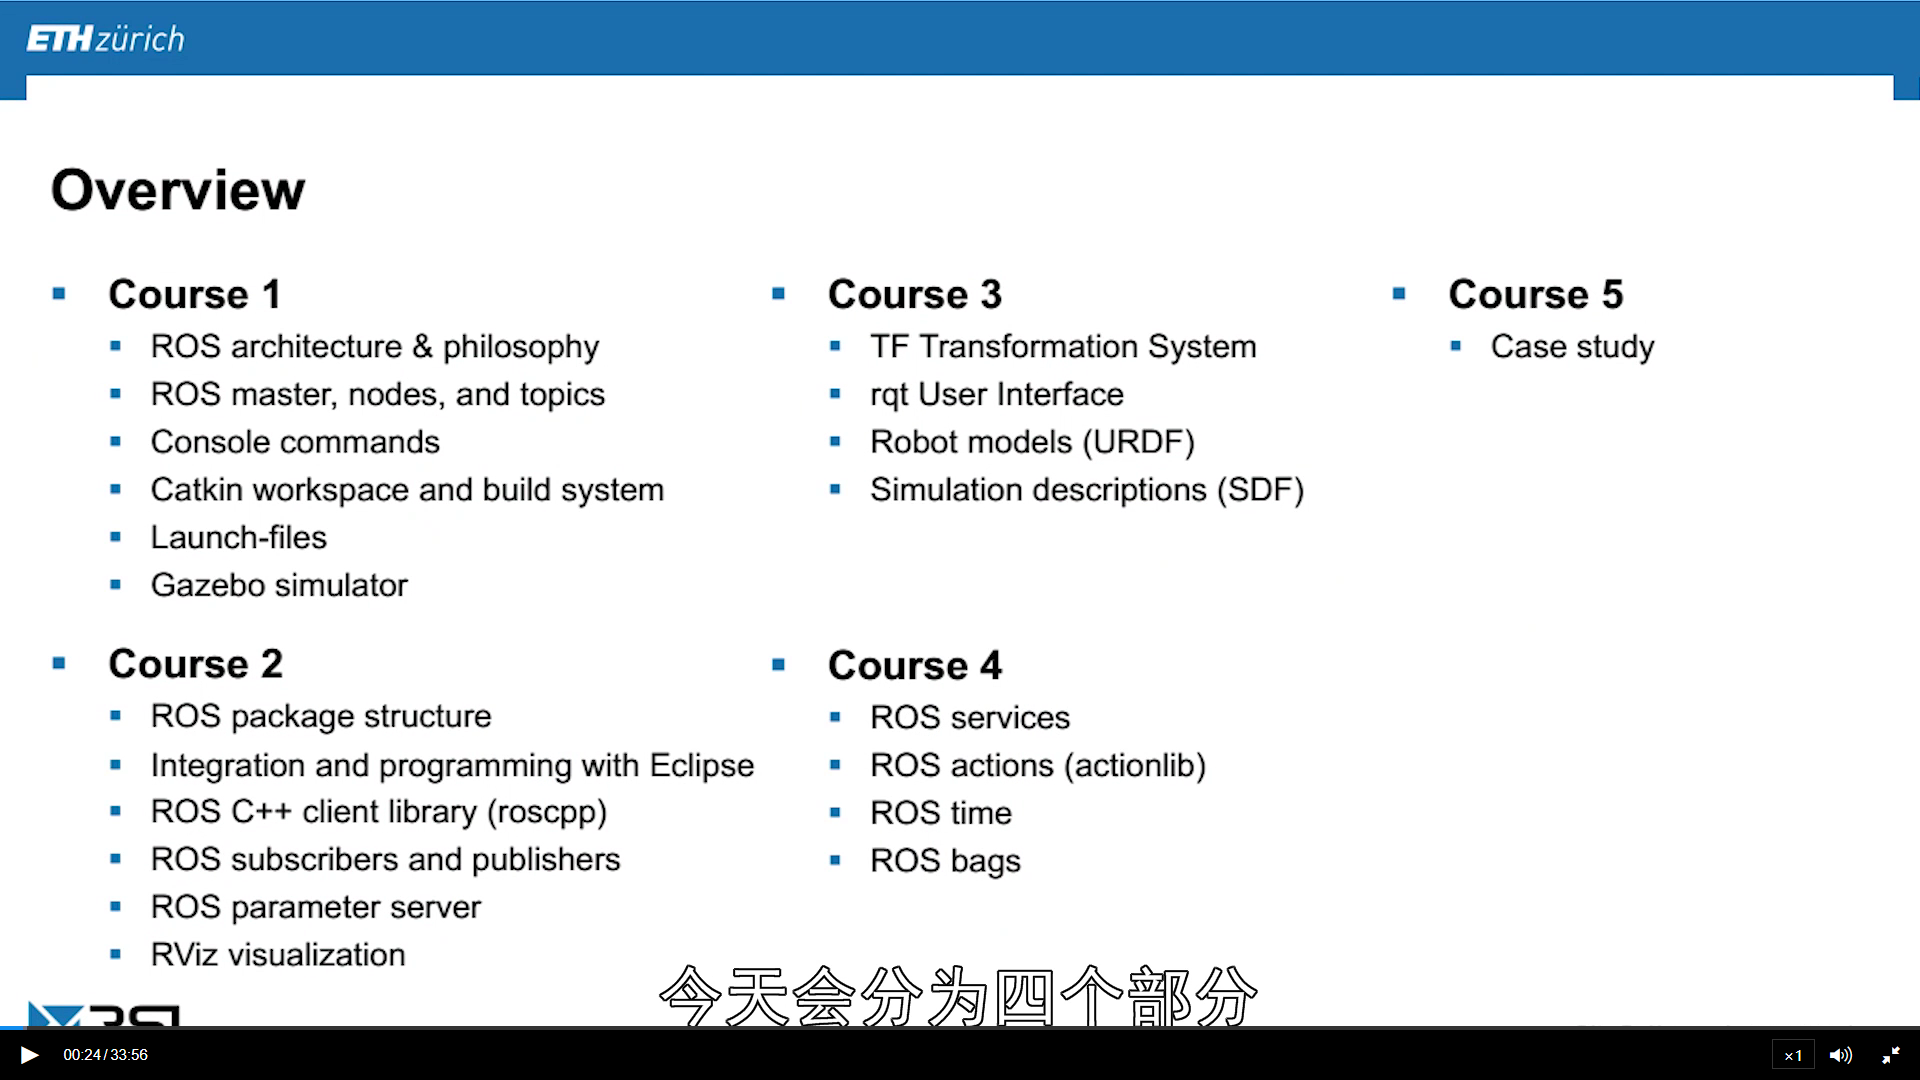 ETH zürich
Overview
Course 1
ROS architecture & philosophy
ROS master, nodes, and topics
Console commands
Catkin workspace and build system
Launch-files
Gazebo simulator
Course 2
ROS package structure
Integration and programming with Eclipse
ROS C++ client library (roscpp)
ROS subscribers and publishers
ROS parameter server
RViz visualization
Course 3
TF Transformation System
rqt User Interface
Robot models (URDF)
Simulation descriptions (SDF)
Course 4
ROS services
ROS actions (actionlib)
ROS time
ROS bags
Course 5
Case study
今天会分为四个部分
00:24/33:56
×1